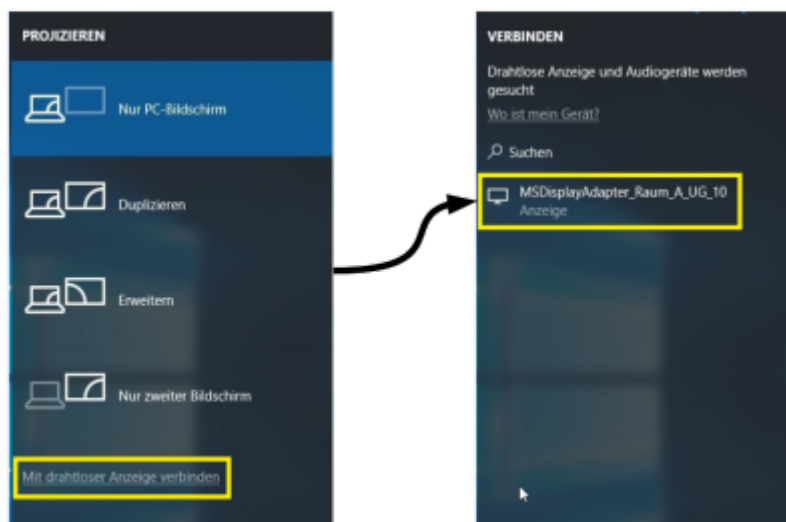 PROJIZIEREN
Nur PC-Bildschirm
Duplizieren
Erweitern
Nur zweiter Bildschirm
Mit drahtloser Anzeige verbinden
VERBINDEN
Drahtlose Anzeige und Audiogeräte werden
gesucht
Wo ist mein Gerät?
Suchen
MSDisplayAdapter_Raum_A_UG_10
Anzeige